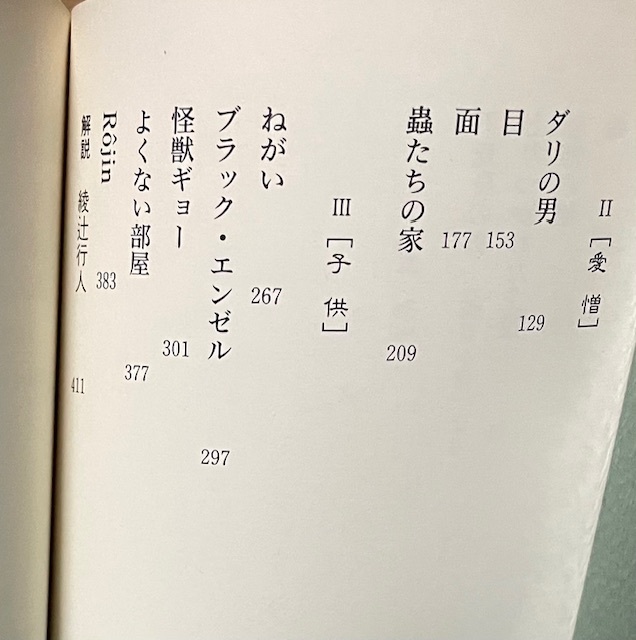 II [愛憎]
ダリの男 129
目 153
面 177
蟲たちの家 209
III [子供]
ねがい 267
ブラック・エンゼル 297
怪獣ギョー 301
よくない部屋 377
Rôjin 383
解説 綾辻行人 411